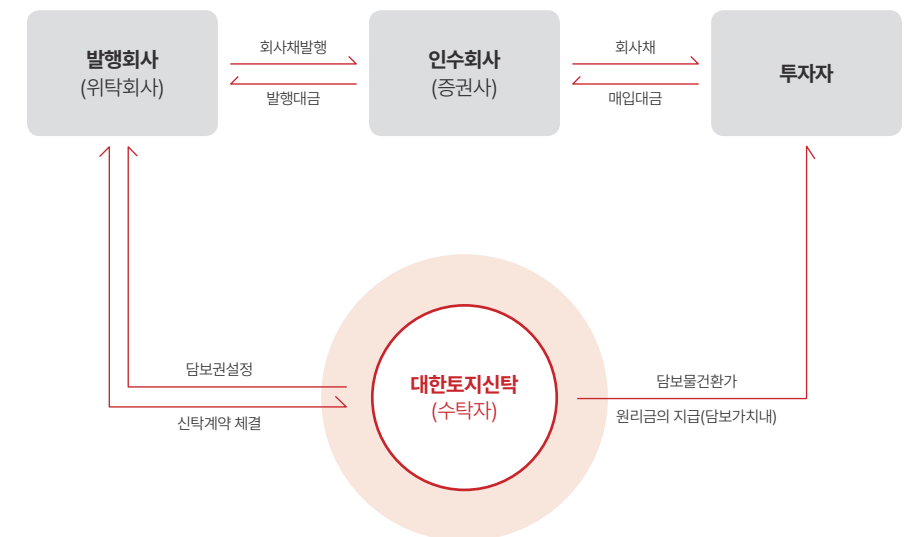 발행회사
(위탁회사)
회사채발행
발행대금
인수회사
(증권사)
회사채
매입대금
투자자
담보권설정
신탁계약 체결
대한토지신탁
(수탁자)
담보물건환가
원리금의 지급(담보가치내)